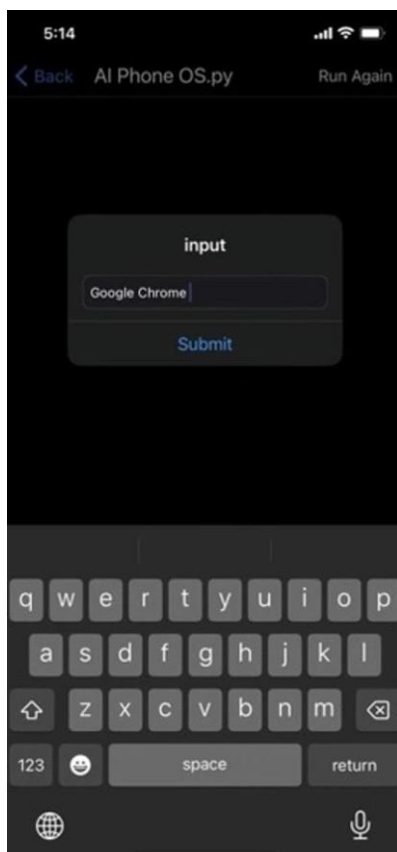 5:14
Back AI Phone OS.py Run Again
input
Google Chrome
Submit
q w e r t y u i o p
a s d f g h j k l
z x c v b n m
123 space return